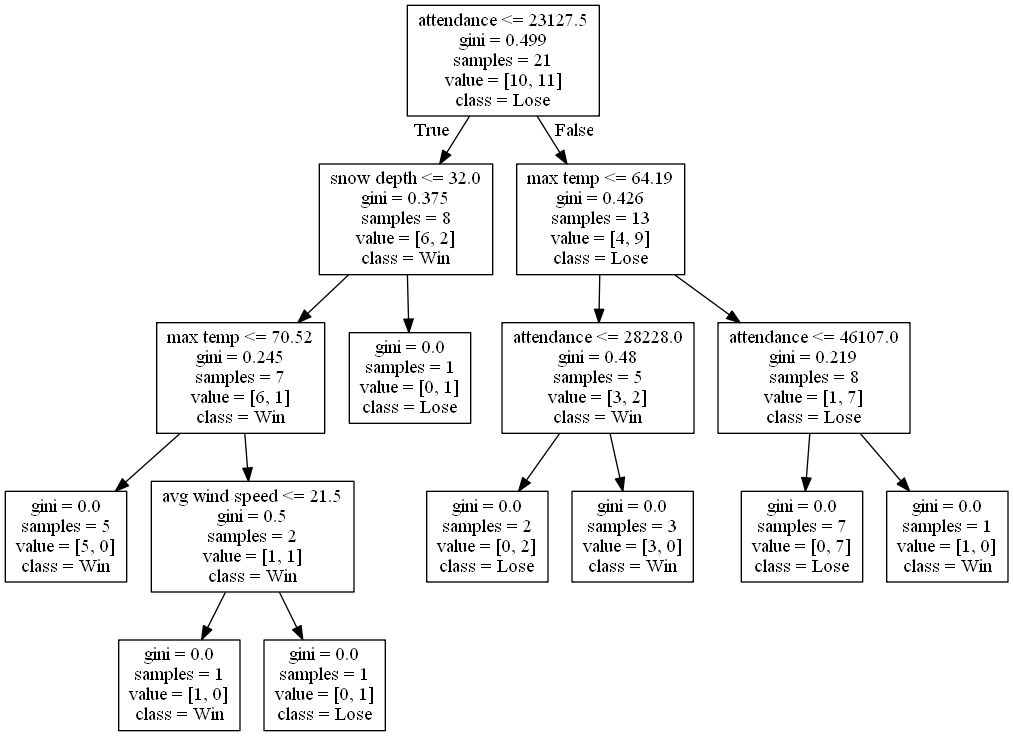 attendance <= 23127.5
gini = 0.499
samples = 21
value = [10, 11]
class = Lose
True
False
snow depth <= 32.0
gini = 0.375
samples = 8
value = [6, 2]
class = Win
max temp <= 64.19
gini = 0.426
samples = 13
value = [4, 9]
class = Lose
max temp <= 70.52
gini = 0.245
samples = 7
value = [6, 1]
class = Win
gini = 0.0
samples = 1
value = [0, 1]
class = Lose
attendance <= 28228.0
gini = 0.48
samples = 5
value = [3, 2]
class = Win
attendance <= 46107.0
gini = 0.219
samples = 8
value = [1, 7]
class = Lose
gini = 0.0
samples = 5
value = [5, 0]
class = Win
avg wind speed <= 21.5
gini = 0.5
samples = 2
value = [1, 1]
class = Win
gini = 0.0
samples = 2
value = [0, 2]
class = Lose
gini = 0.0
samples = 3
value = [3, 0]
class = Win
gini = 0.0
samples = 7
value = [0, 7]
class = Lose
gini = 0.0
samples = 1
value = [1, 0]
class = Win
gini = 0.0
samples = 1
value = [1, 0]
class = Win
gini = 0.0
samples = 1
value = [0, 1]
class = Lose